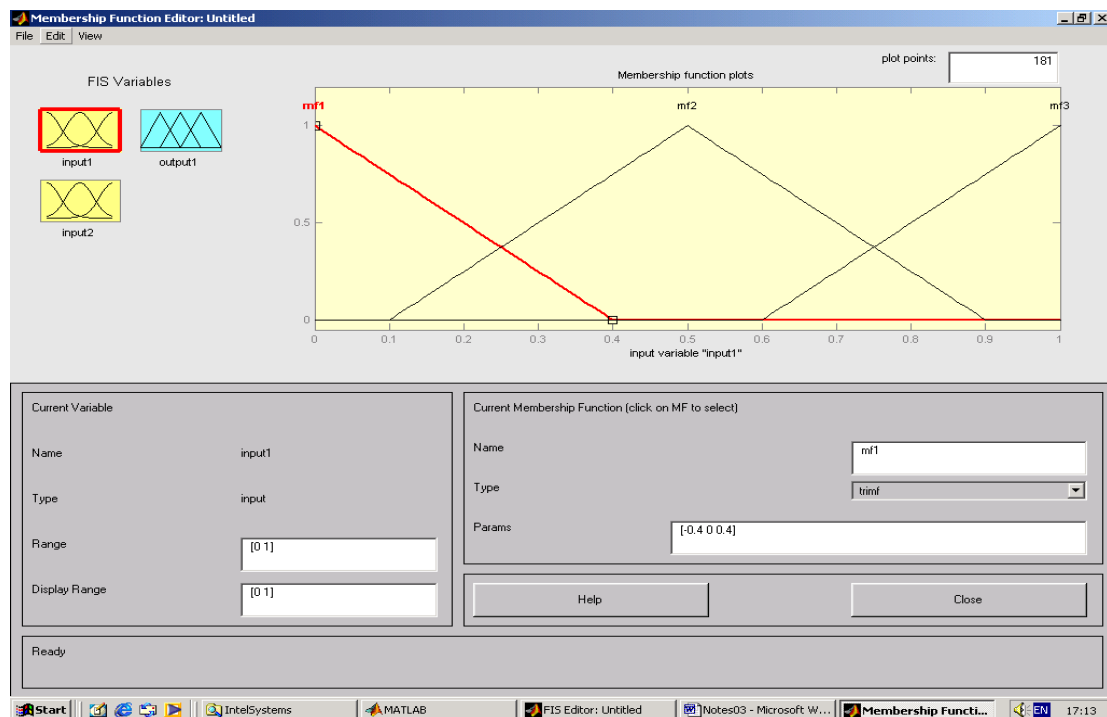 Membership Function Editor: Untitled
File Edit View
FIS Variables
plot points:
181
Membership function plots
input1
output1
input2
mf1
mf2
mf3
1
0.5
0
0 0.1 0.2 0.3 0.4 0.5 0.6 0.7 0.8 0.9 1
input variable "input1"
Current Variable
Name input1
Type input
Range [0 1]
Display Range [0 1]
Current Membership Function (click on MF to select)
Name mf1
Type trimf
Params [-0.4 0 0.4]
Help Close
Ready
Start IntelSystems MATLAB FIS Editor: Untitled Notes03 - Microsoft W... Membership Functi... EN 17:13